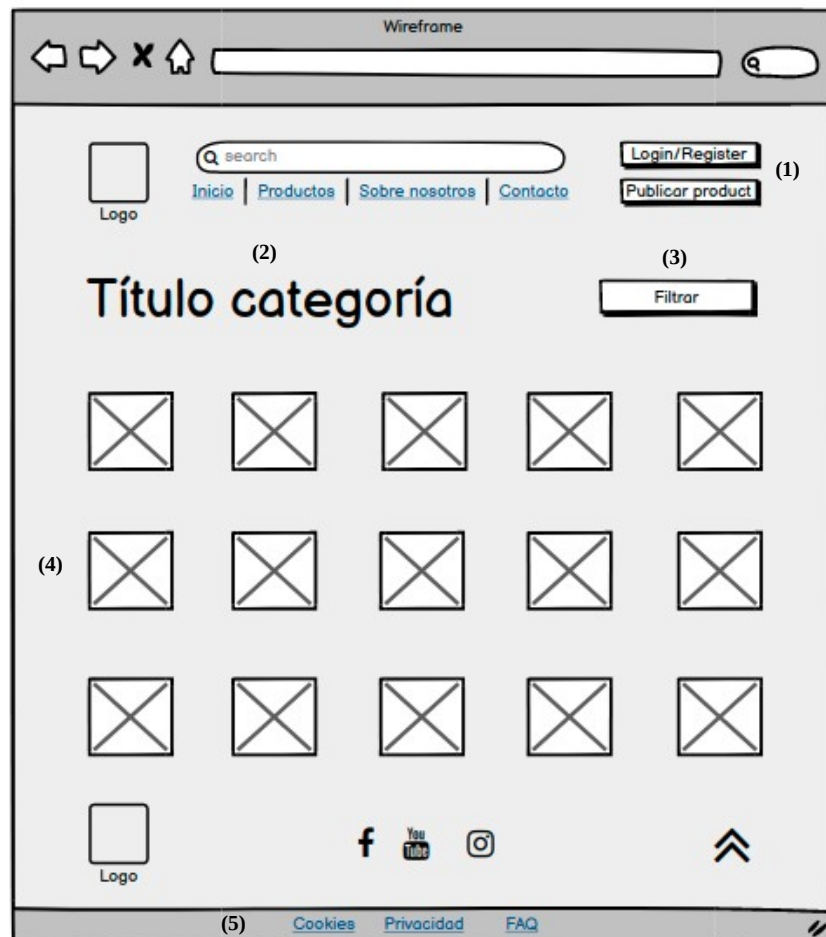 Wireframe
search
Login/Register
(1)
Inicio | Productos | Sobre nosotros | Contacto
Publicar product
Logo
(2)
(3)
Título categoría
Filtrar
(4)
Logo
You
Tube
(5)
Cookies Privacidad FAQ